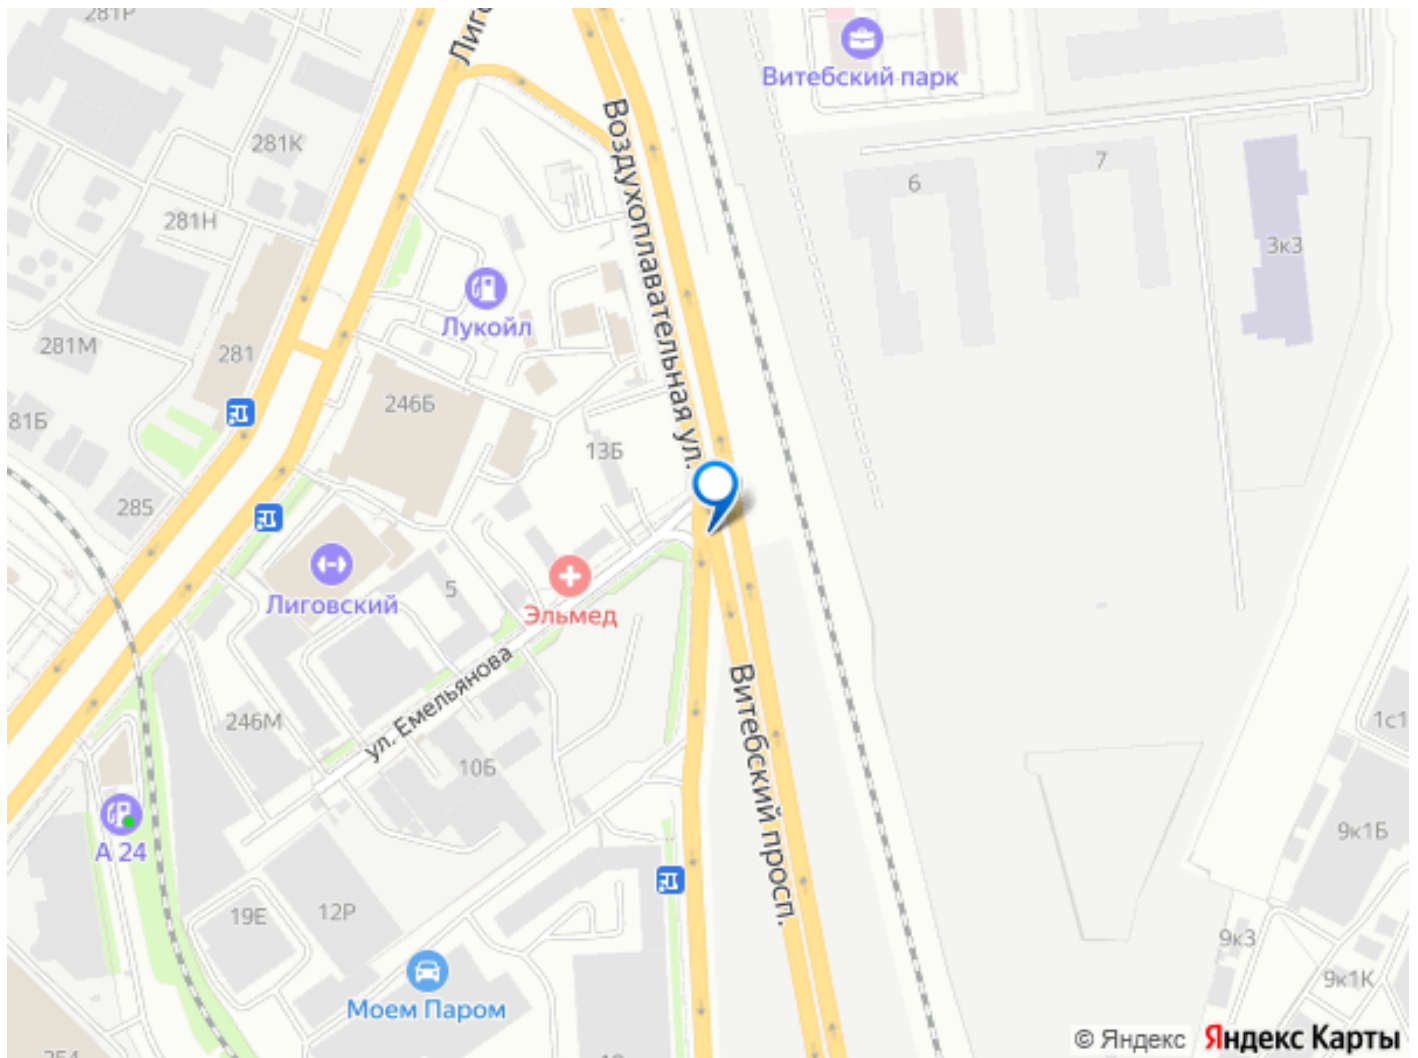 281Р
Лиго
Витебский парк
281К
Воздухоплавательная ул.
7
6
281Н
3к3
Лукойл
281М
281
246Б
81Б
13Б
285
Лиговский
5
Эльмед
ул. Емельянова
Витебский просп.
246М
1с1
10Б
А 24
9к1Б
19Е
12Р
9к3
9к1К
Моем Паром
© Яндекс
Яндекс Карты